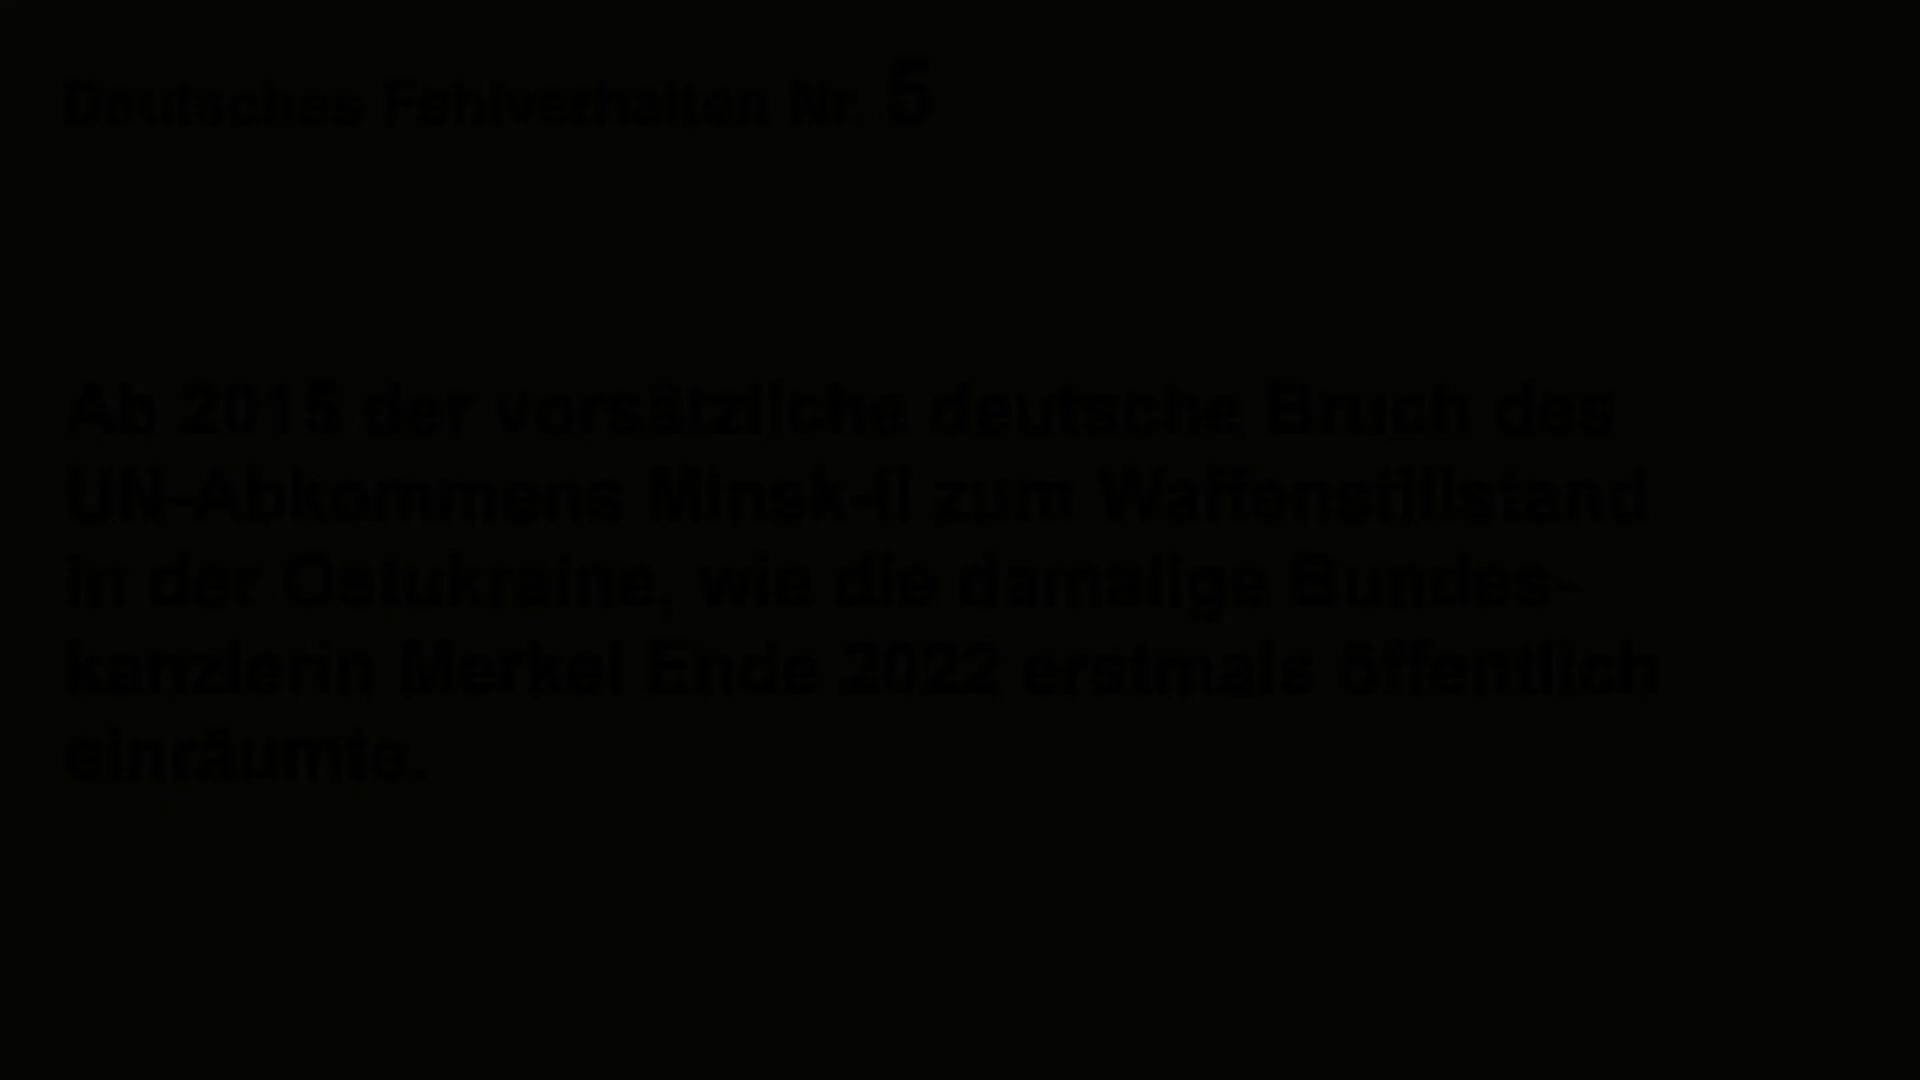 Deutsches Fehlverhalten Nr. 5
Ab 2015 der vorsätzliche deutsche Bruch des
UN-Abkommens Minsk-II zum Waffenstillstand
in der Ostukraine, wie die damalige Bundes-
kanzlerin Merkel Ende 2022 erstmals öffentlich
einräumte.